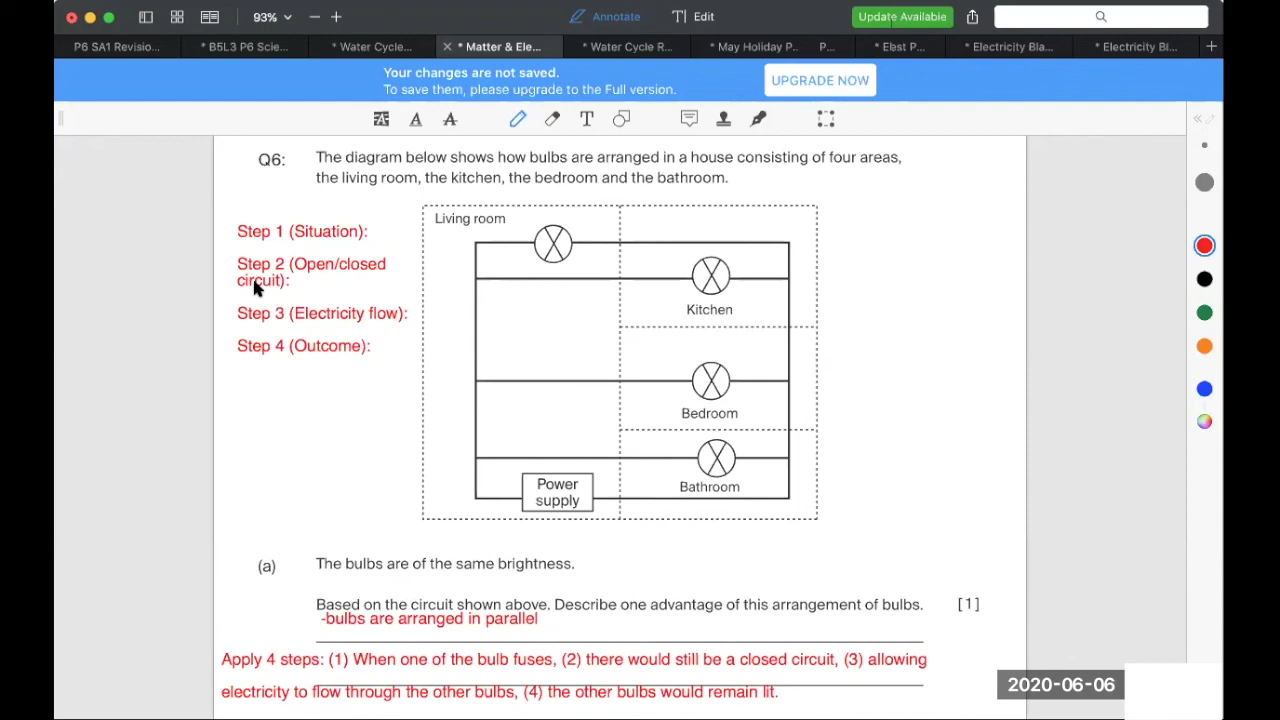 93%
Annotate
T Edit
Update Available
P6 SA1 Revisio...
* B5L3 P6 Scie...
* Water Cycle...
* Matter & Ele...
* Water Cycle R...
* May Holiday P..
P...
* Elest P...
* Electricity Bla...
* Electricity Bl...
Your changes are not saved.
To save them, please upgrade to the Full version.
UPGRADE NOW
Q6: The diagram below shows how bulbs are arranged in a house consisting of four areas,
the living room, the kitchen, the bedroom and the bathroom.
Step 1 (Situation):
Step 2 (Open/closed
circuit):
Step 3 (Electricity flow):
Step 4 (Outcome):
Living room
Kitchen
Bedroom
Bathroom
Power
supply
(a) The bulbs are of the same brightness.
Based on the circuit shown above. Describe one advantage of this arrangement of bulbs. [1]
-bulbs are arranged in parallel
Apply 4 steps: (1) When one of the bulb fuses, (2) there would still be a closed circuit, (3) allowing
electricity to flow through the other bulbs, (4) the other bulbs would remain lit.
2020-06-06